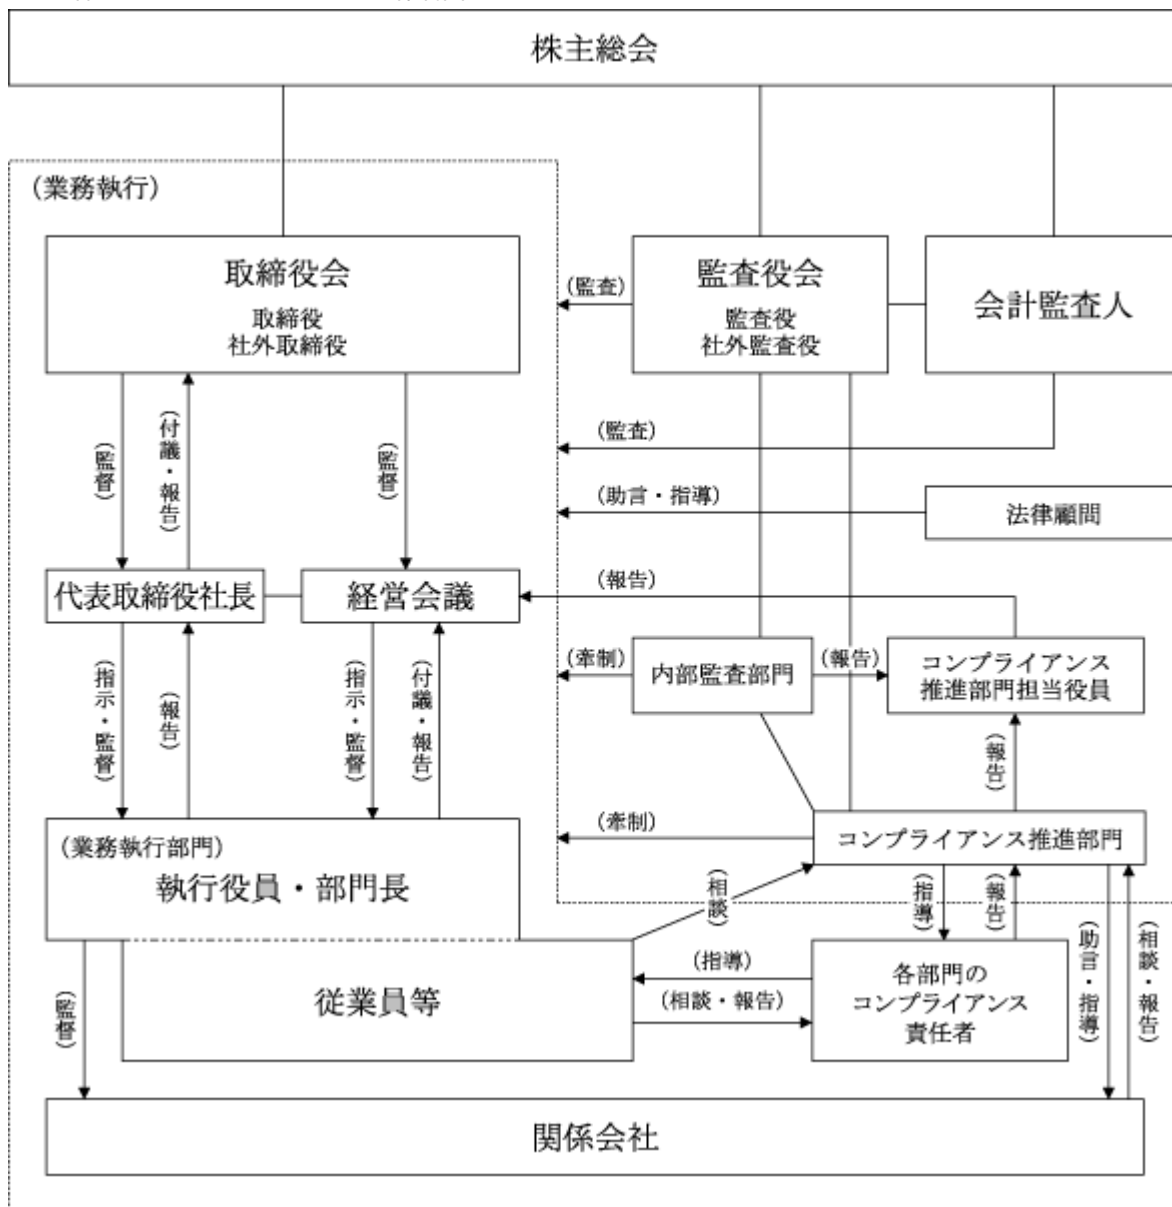 株主総会
(業務執行)
取締役会
取締役
社外取締役
(監査)
監査役会
監査役
社外監査役
会計監査人
(監督)
(付議・報告)
(監督)
(監査)
(助言・指導)
法律顧問
代表取締役社長
経営会議
(報告)
(指示・監督)
(報告)
(指示・監督)
(付議・報告)
(牽制)
内部監査部門
(報告)
コンプライアンス
推進部門担当役員
(報告)
(業務執行部門)
執行役員・部門長
(牽制)
コンプライアンス推進部門
(相談)
(指導)
(報告)
従業員等
(指導)
(相談・報告)
各部門の
コンプライアンス
責任者
(助言・指導)
(相談・報告)
関係会社